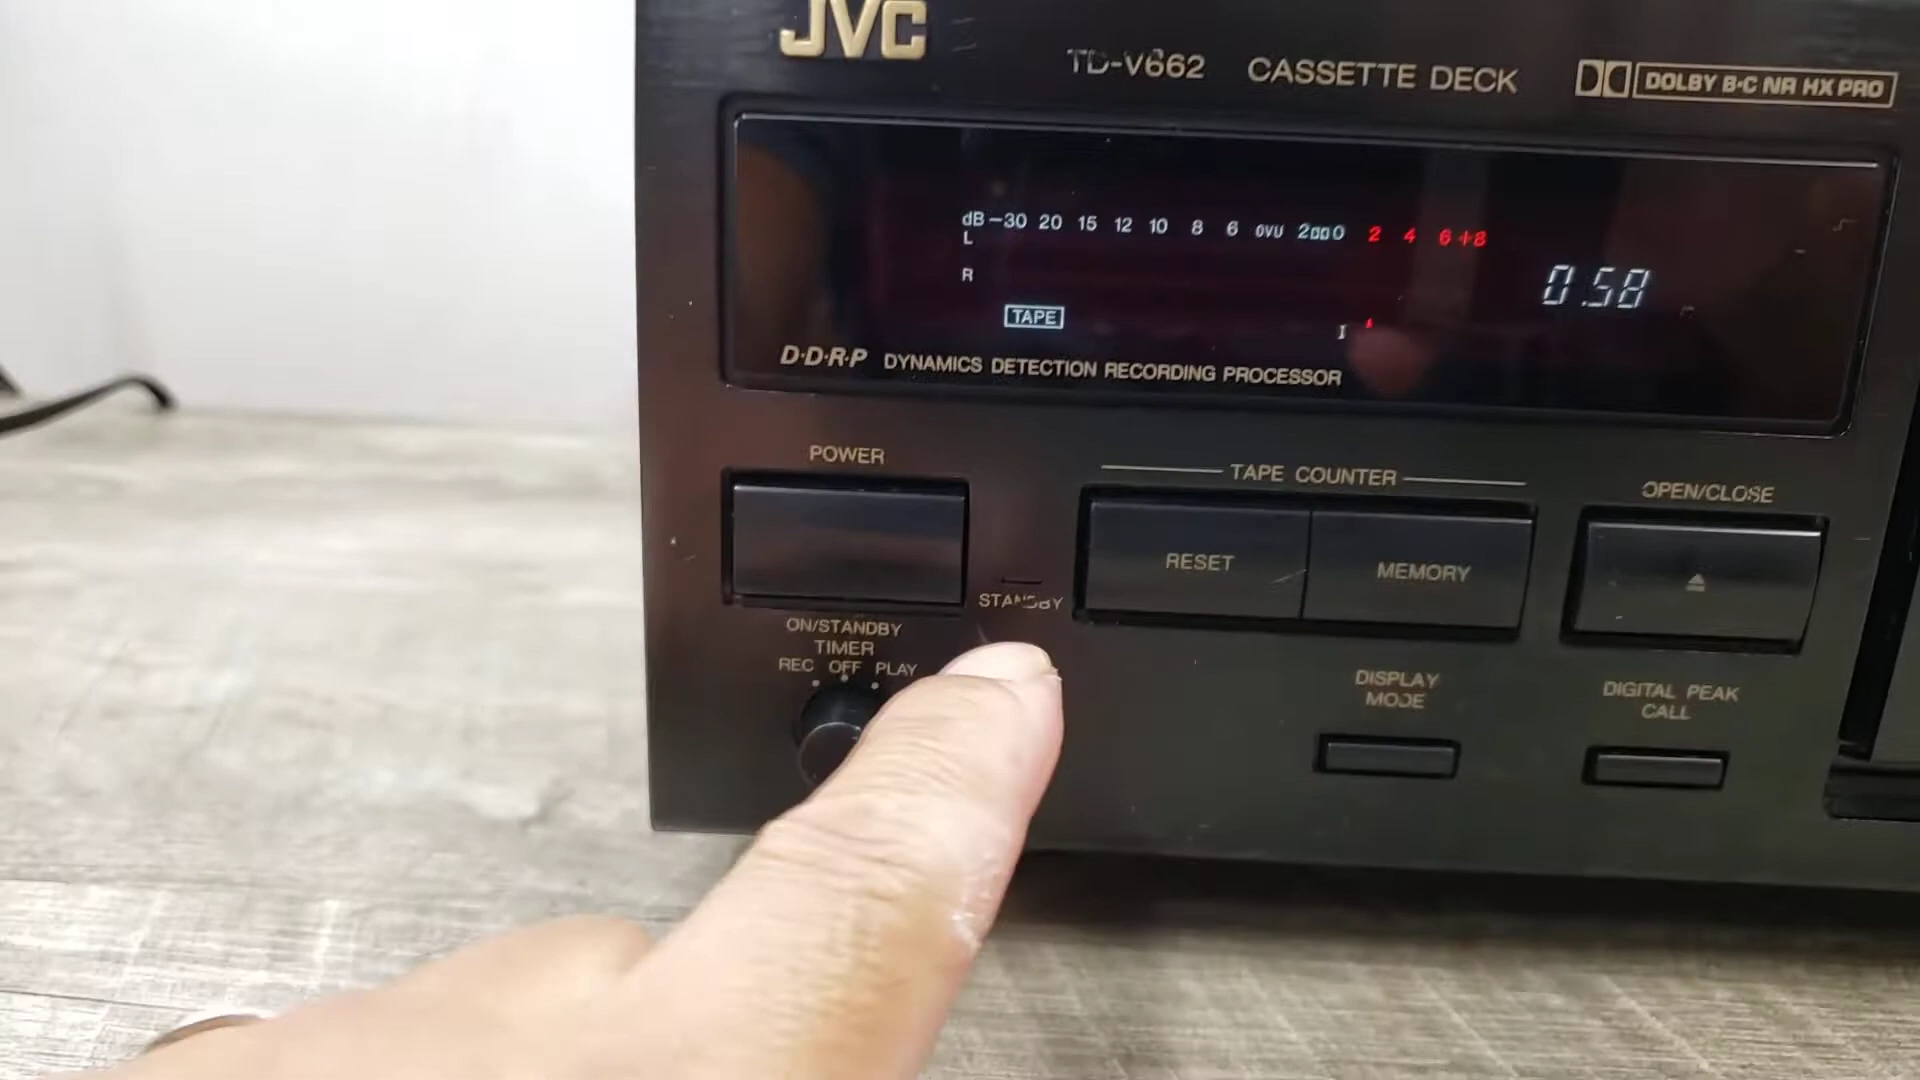 JVC
TD-V662 CASSETTE DECK
DOLBY B·C NR HX PRO
dB -30 20 15 12 10 8 6 0VU 2 0 2 4 6 +8
L
R
0.58
TAPE
D·D·R·P DYNAMICS DETECTION RECORDING PROCESSOR
POWER
TAPE COUNTER
OPEN/CLOSE
RESET
MEMORY
STANDBY
ON/STANDBY
TIMER
REC OFF PLAY
DISPLAY
MODE
DIGITAL PEAK
CALL